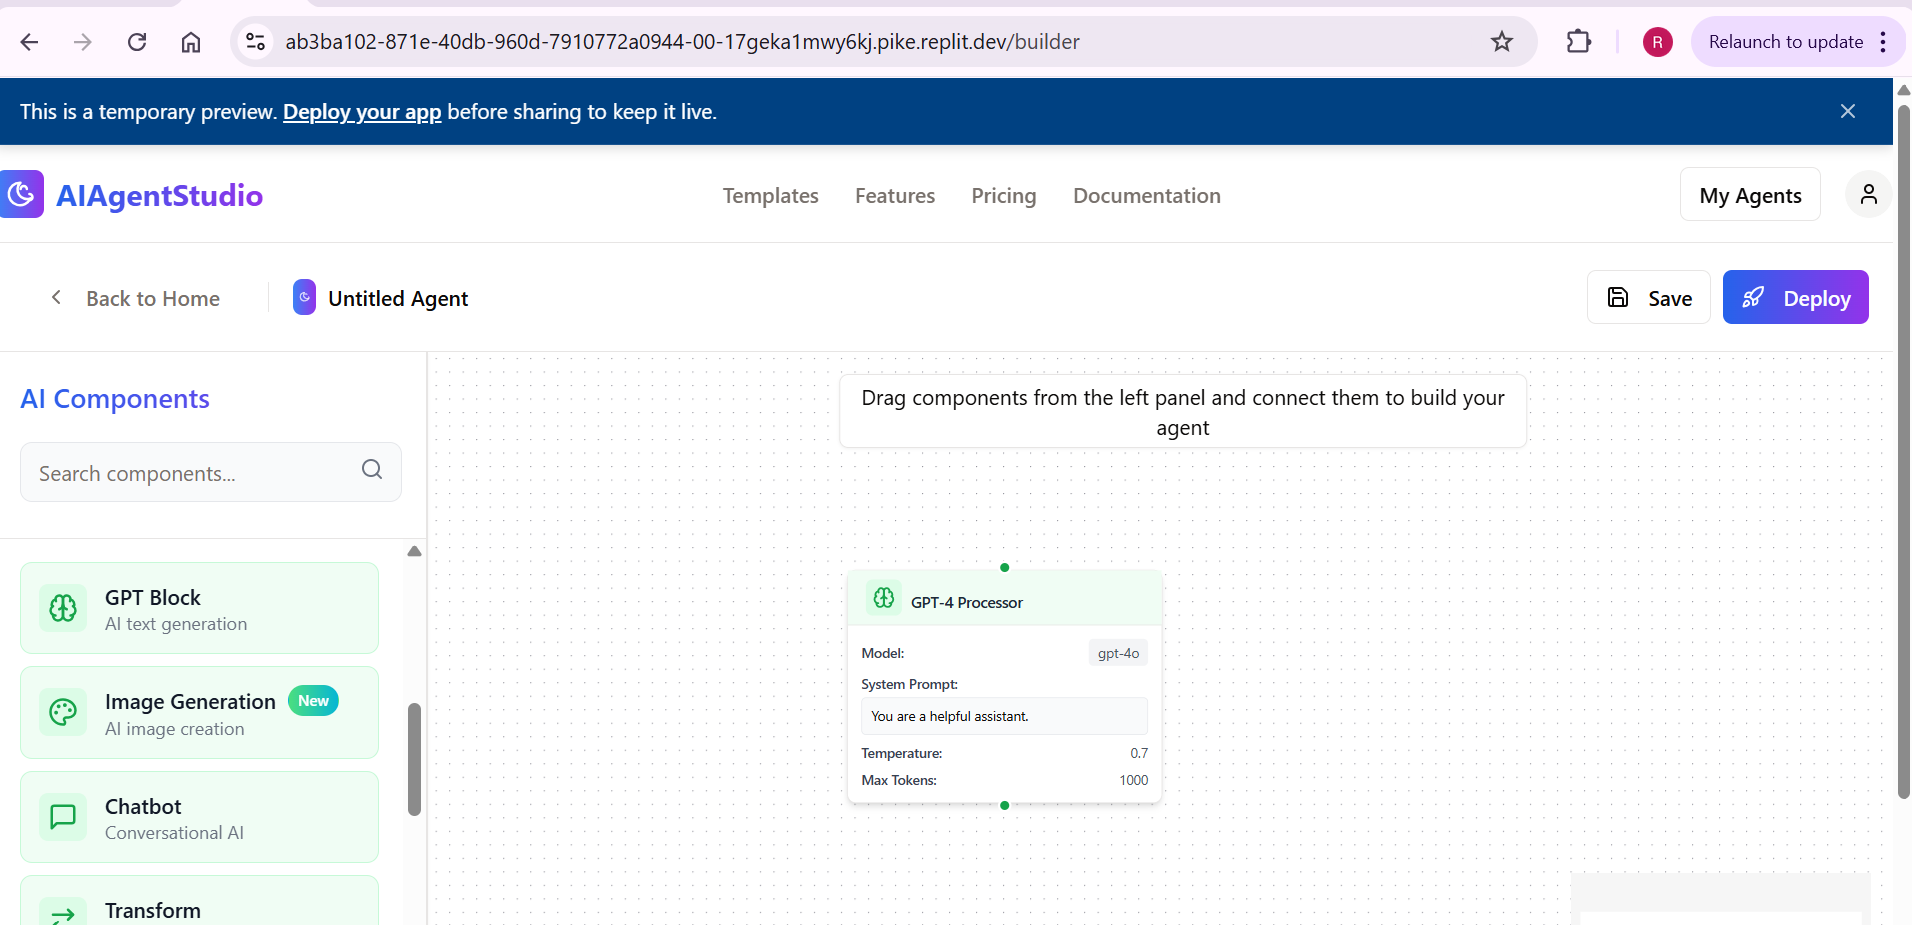 ab3ba102-871e-40db-960d-7910772a0944-00-17geka1mwy6kj.pike.replit.dev/builder
R
Relaunch to update
This is a temporary preview. Deploy your app before sharing to keep it live.
AIAgentStudio
Templates
Features
Pricing
Documentation
My Agents
Back to Home
Untitled Agent
Save
Deploy
AI Components
Search components...
GPT Block
AI text generation
Image Generation
New
AI image creation
Chatbot
Conversational AI
Transform
Drag components from the left panel and connect them to build your
agent
GPT-4 Processor
Model:
gpt-4o
System Prompt:
You are a helpful assistant.
Temperature:
0.7
Max Tokens:
1000